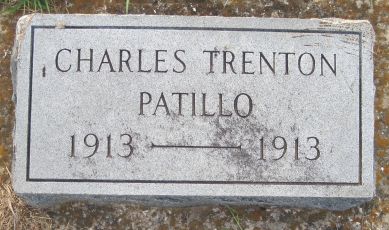 CHARLES TRENTON
PATILLO
1913 — 1913